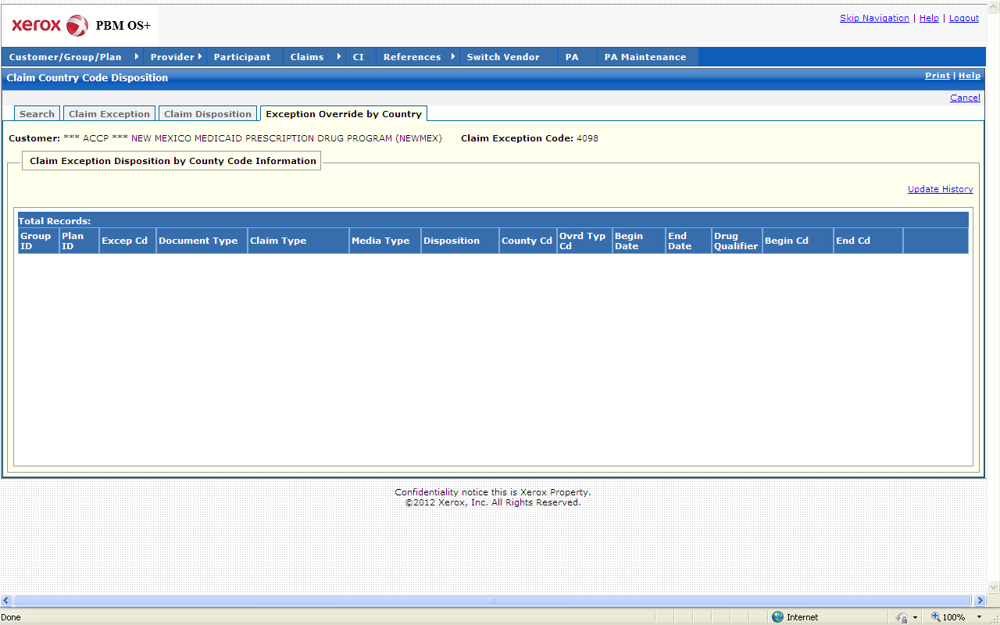 xerox PBM OS+
Skip Navigation | Help | Logout
Customer/Group/Plan Provider Participant Claims CI References Switch Vendor PA PA Maintenance
Claim Country Code Disposition
Print | Help
Cancel
Search Claim Exception Claim Disposition Exception Override by Country
Customer: *** ACCP *** NEW MEXICO MEDICAID PRESCRIPTION DRUG PROGRAM (NEWMEX) Claim Exception Code: 4098
Claim Exception Disposition by County Code Information
Update History
Total Records:
Group ID Plan ID Excep Cd Document Type Claim Type Media Type Disposition County Cd Ovrd Typ Cd Begin Date End Date Drug Qualifier Begin Cd End Cd
Confidentiality notice this is Xerox Property.
©2012 Xerox, Inc. All Rights Reserved.
Done Internet 100%